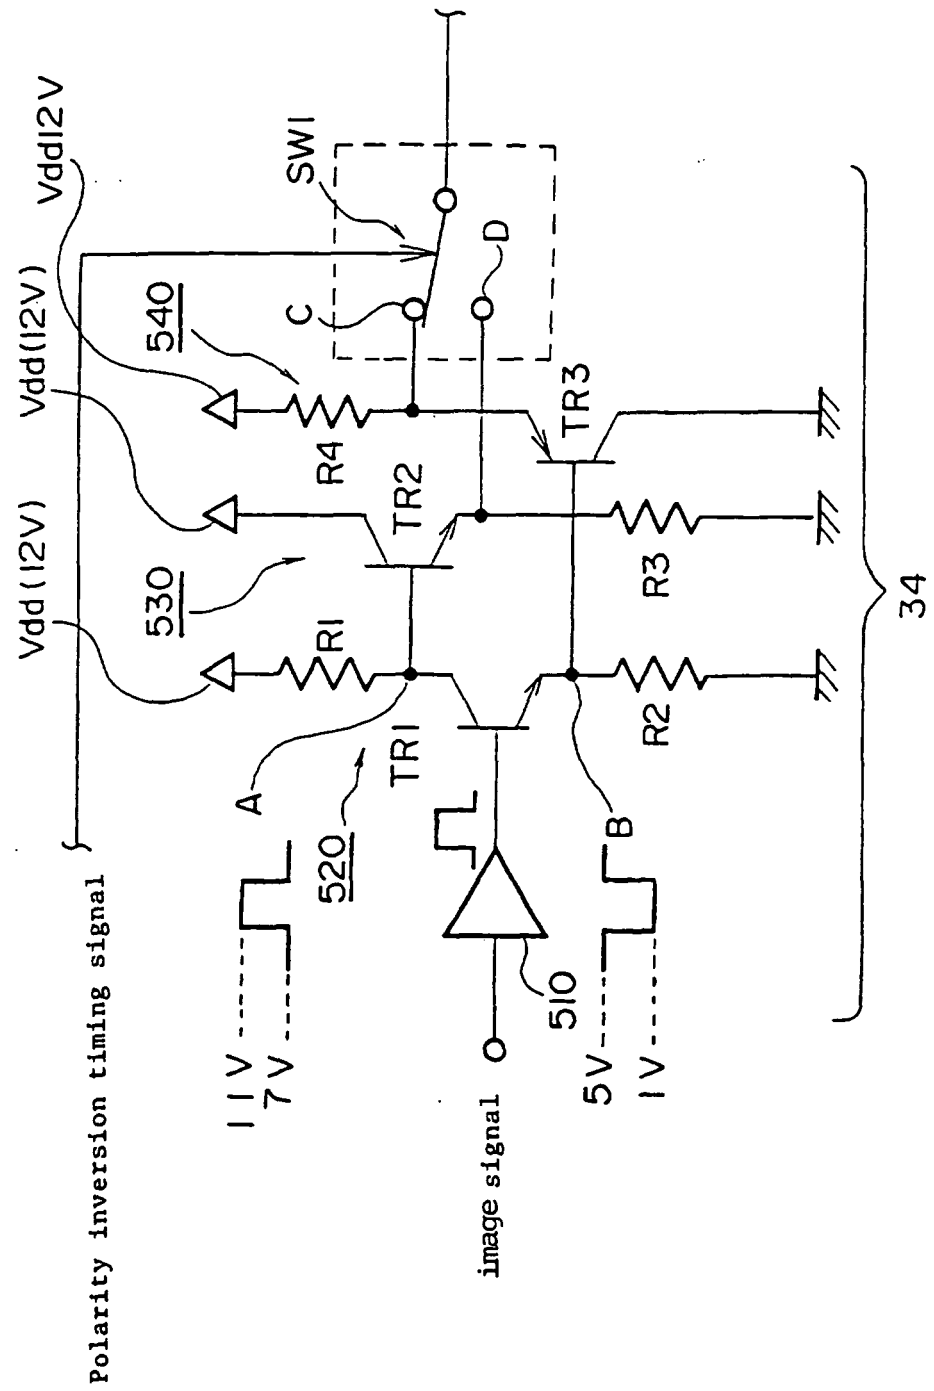 Polarity inversion timing signal
Vdd (12V)
Vdd (12V)
Vdd12V
530
540
SW1
11V
7V
A
R1
R4
C
520
TR1
TR2
D
image signal
510
TR3
5V
1V
B
R2
R3
34